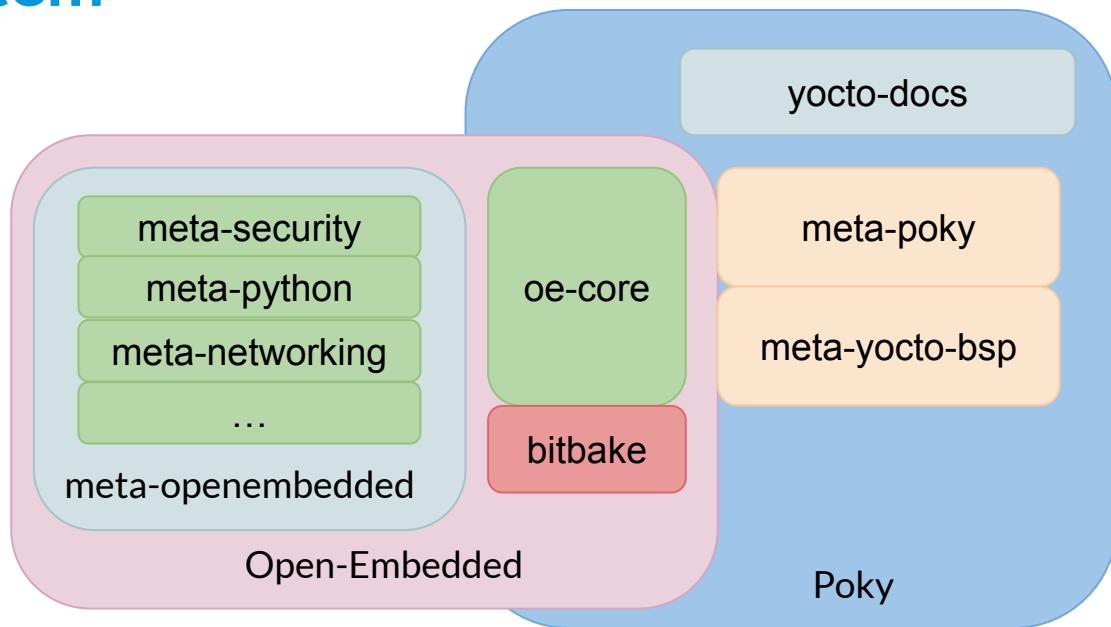 yocto-docs
meta-security
meta-python
meta-networking
…
meta-openembedded
oe-core
bitbake
meta-poky
meta-yocto-bsp
Open-Embedded
Poky